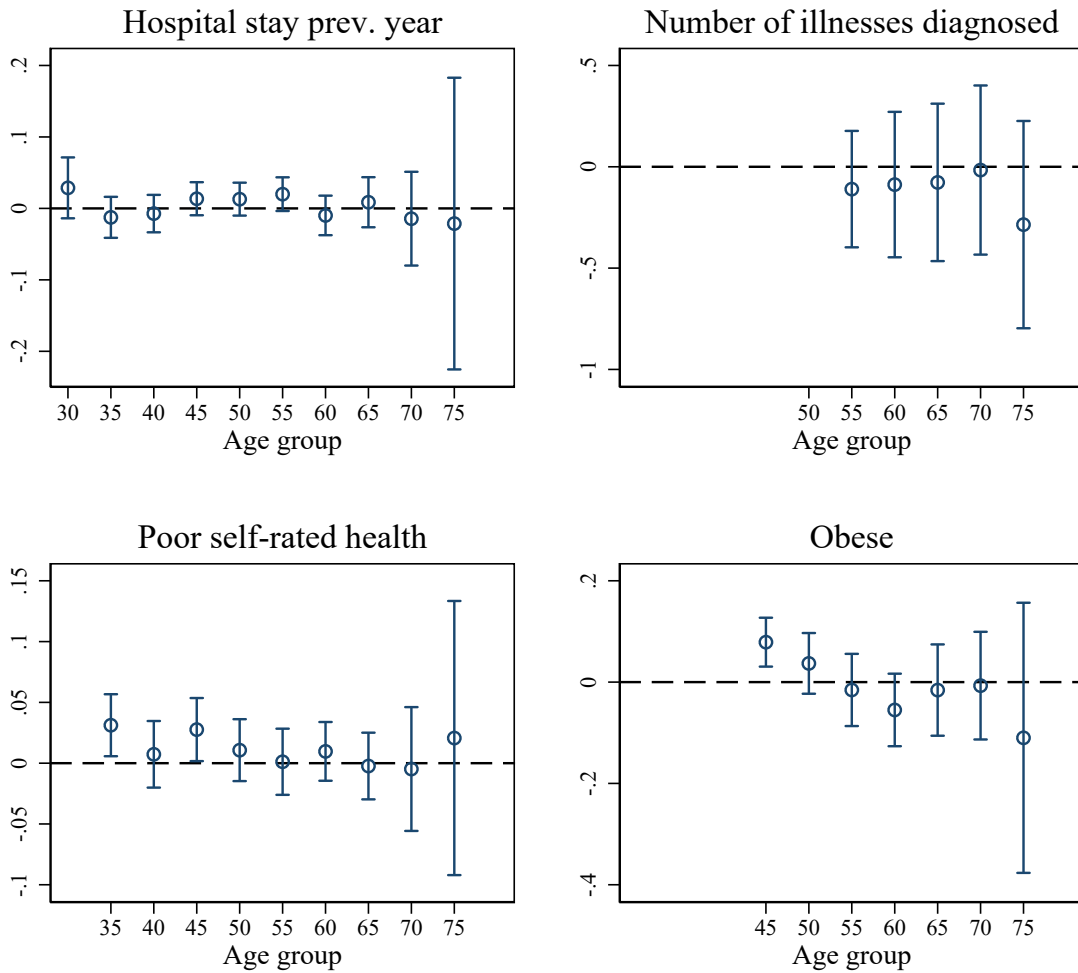 Hospital stay prev. year
.2
.1
0
-.1
-.2
30 35 40 45 50 55 60 65 70 75
Age group
Number of illnesses diagnosed
.5
0
-.5
-1
50 55 60 65 70 75
Age group
Poor self-rated health
.15
.1
.05
0
-.05
-.1
35 40 45 50 55 60 65 70 75
Age group
Obese
.2
0
-.2
-.4
45 50 55 60 65 70 75
Age group